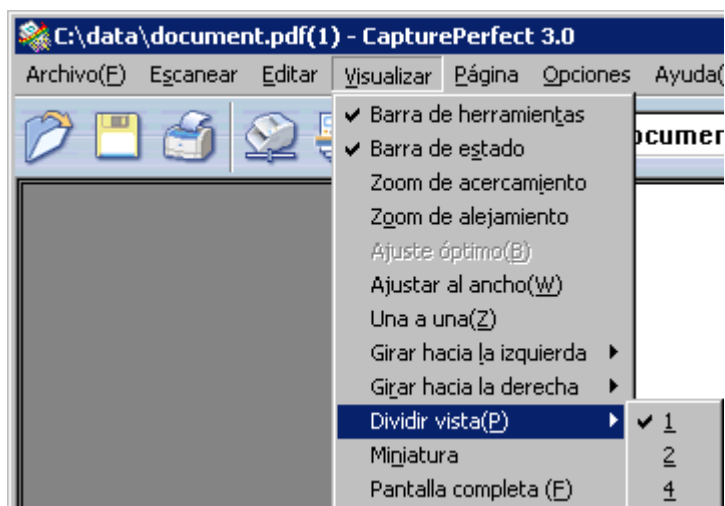 C:\data\document.pdf(1) - CapturePerfect 3.0
Archivo(F) Escanear Editar Visualizar Página Opciones Ayuda(
Barra de herramientas
Barra de estado
Zoom de acercamiento
Zoom de alejamiento
Ajuste óptimo(B)
Ajustar al ancho(W)
Una a una(Z)
Girar hacia la izquierda
Girar hacia la derecha
Dividir vista(P) 1
Miniatura 2
Pantalla completa (F) 4